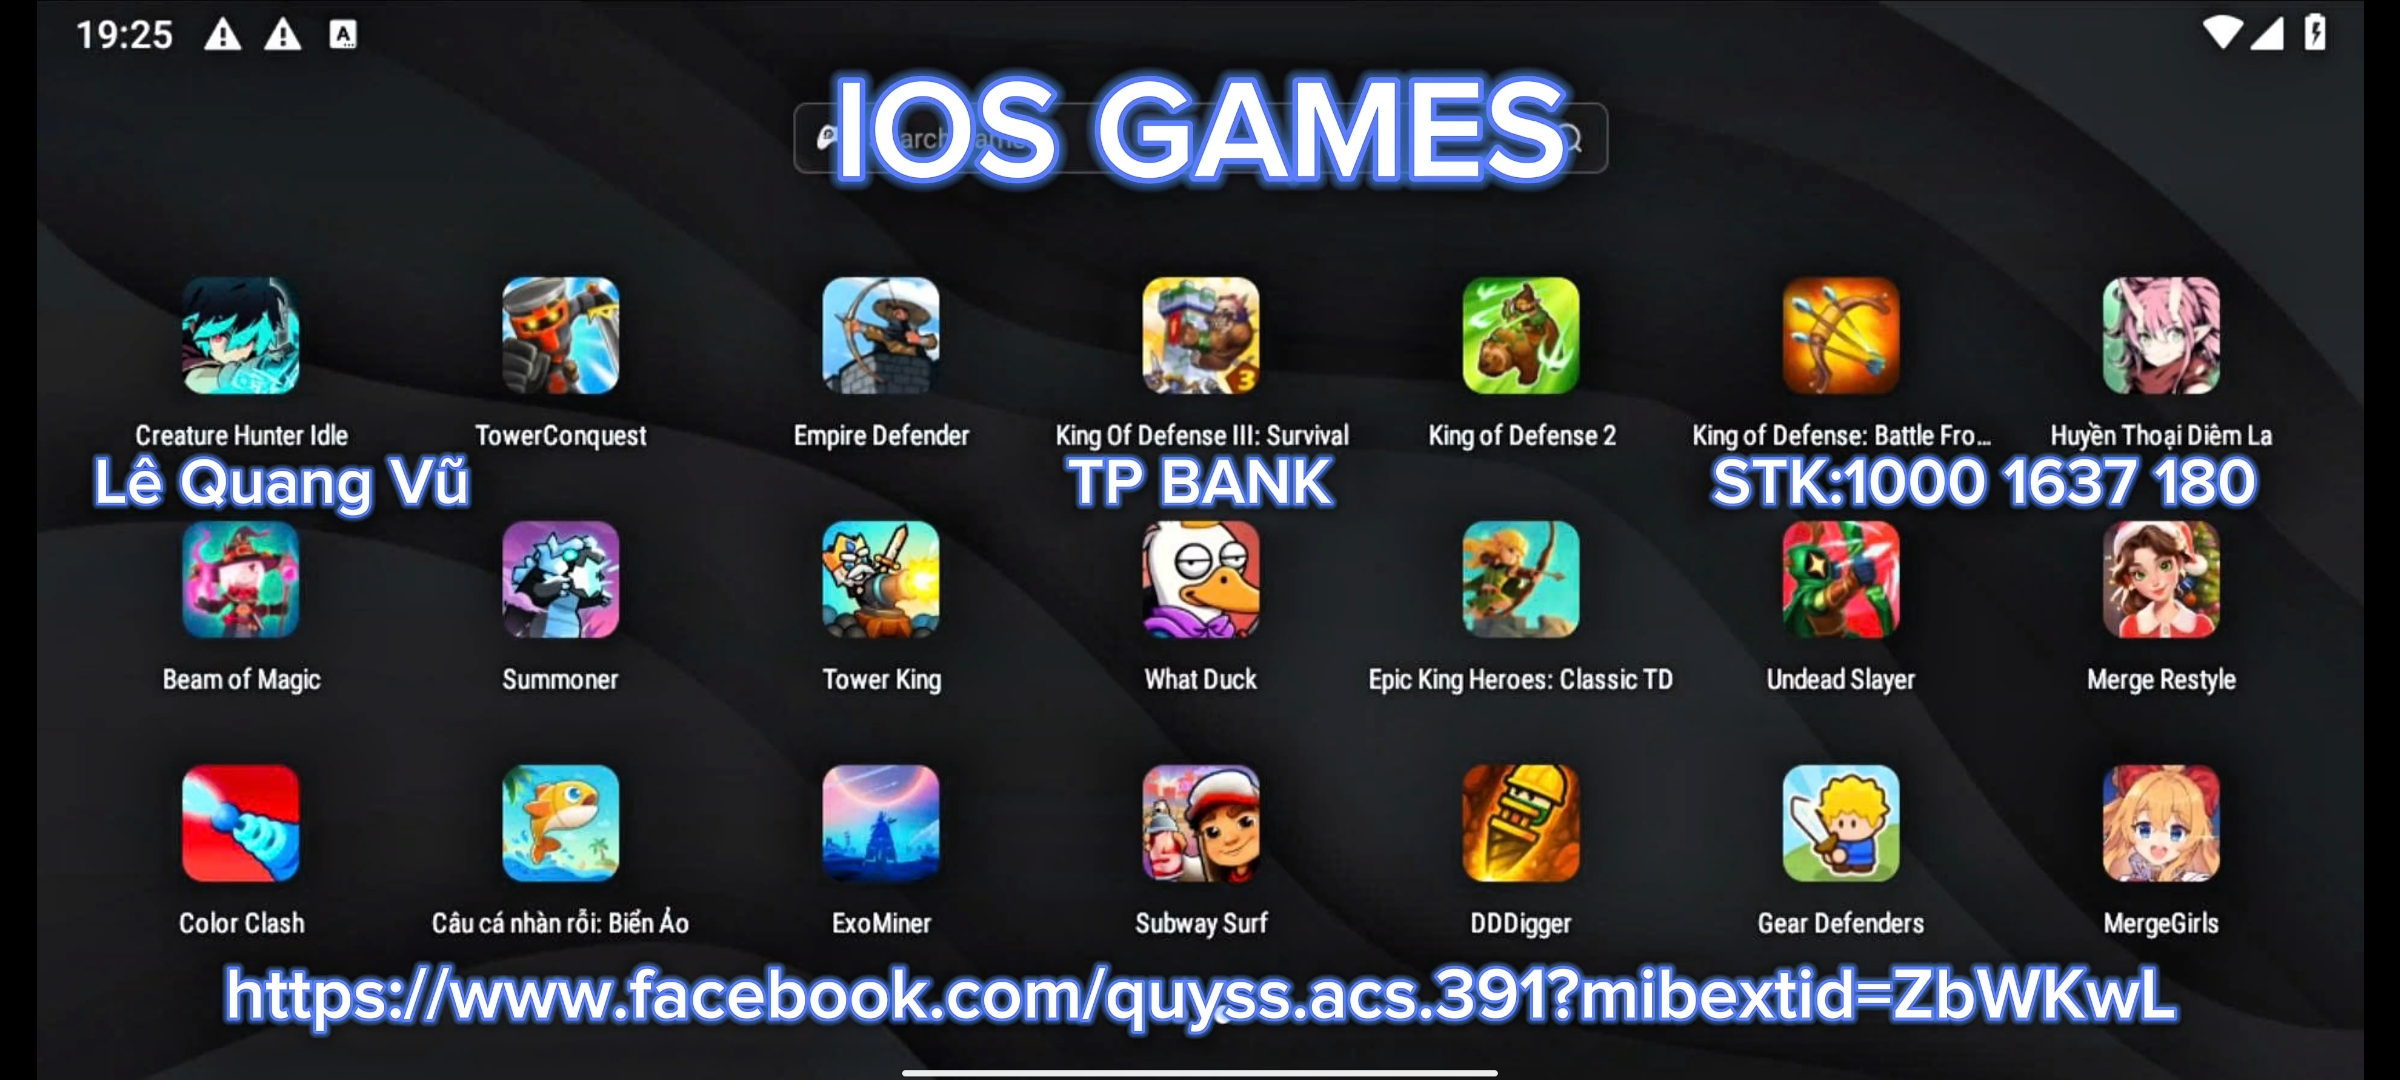 19:25
IOS GAMES
Creature Hunter Idle
TowerConquest
Empire Defender
King Of Defense III: Survival
King of Defense 2
King of Defense: Battle Fro...
Huyền Thoại Diêm La
Lê Quang Vũ
TP BANK
STK:1000 1637 180
Beam of Magic
Summoner
Tower King
What Duck
Epic King Heroes: Classic TD
Undead Slayer
Merge Restyle
Color Clash
Câu cá nhàn rỗi: Biển Ảo
ExoMiner
Subway Surf
DDDigger
Gear Defenders
MergeGirls
https://www.facebook.com/quyss.acs.391?mibextid=ZbWKwL